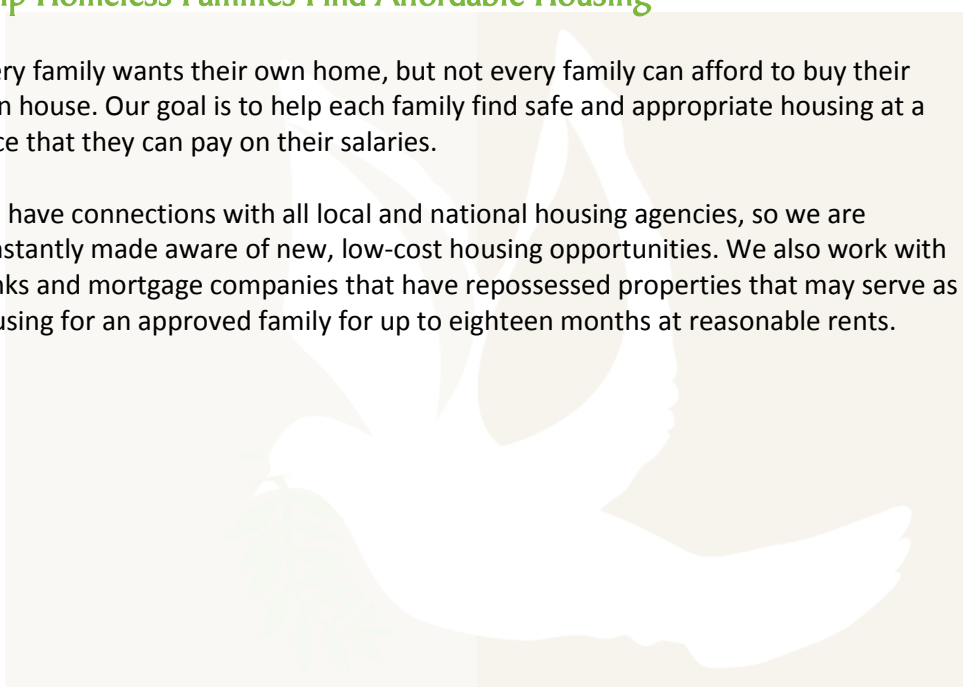 p Homeless Families Find Affordable Housing
ery family wants their own home, but not every family can afford to buy their
n house. Our goal is to help each family find safe and appropriate housing at a
ce that they can pay on their salaries.
have connections with all local and national housing agencies, so we are
nstantly made aware of new, low-cost housing opportunities. We also work with
nks and mortgage companies that have repossessed properties that may serve as
using for an approved family for up to eighteen months at reasonable rents.